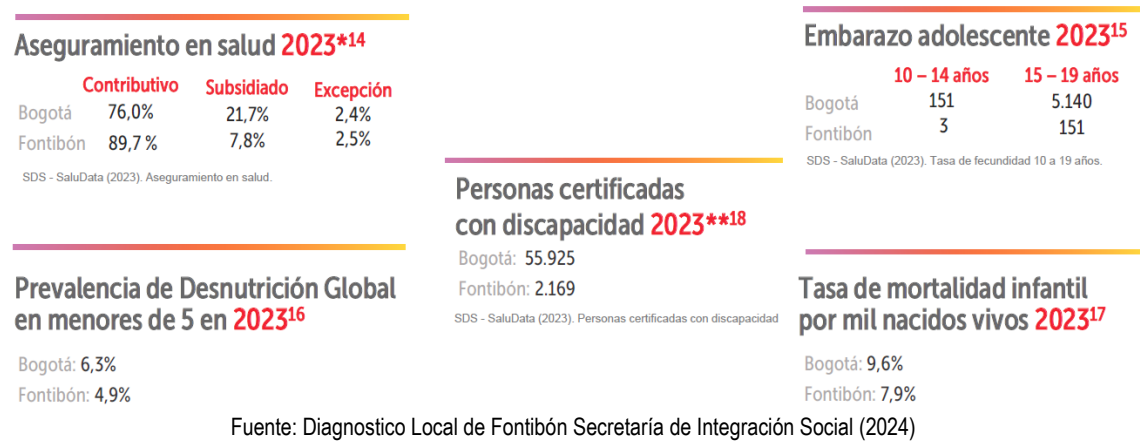 Aseguramiento en salud 2023*14
Contributivo Subsidiado Excepción
Bogotá 76,0% 21,7% 2,4%
Fontibón 89,7 % 7,8% 2,5%
SDS - SaluData (2023). Aseguramiento en salud.
Embarazo adolescente 202315
10 – 14 años 15 – 19 años
Bogotá 151 5.140
Fontibón 3 151
SDS - SaluData (2023). Tasa de fecundidad 10 a 19 años.
Personas certificadas
con discapacidad 2023**18
Bogotá: 55.925
Fontibón: 2.169
SDS - SaluData (2023). Personas certificadas con discapacidad
Prevalencia de Desnutrición Global
en menores de 5 en 202316
Bogotá: 6,3%
Fontibón: 4,9%
Tasa de mortalidad infantil
por mil nacidos vivos 202317
Bogotá: 9,6%
Fontibón: 7,9%
Fuente: Diagnostico Local de Fontibón Secretaría de Integración Social (2024)